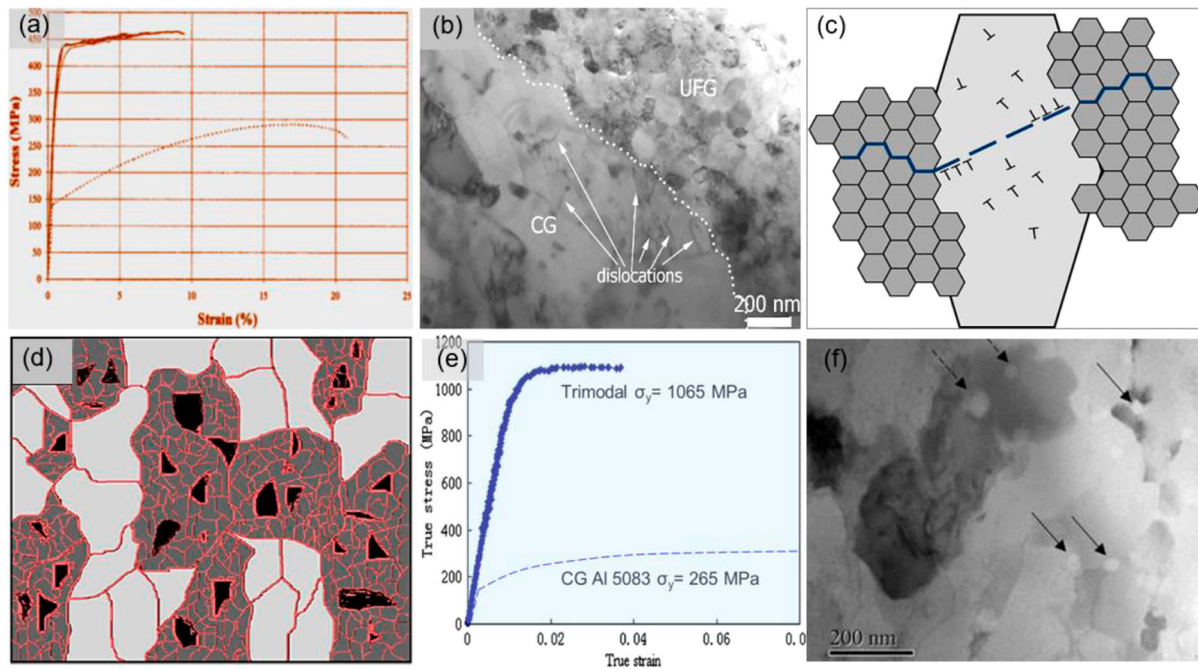 (a)
500
450
400
350
300
250
200
150
100
50
0
Stress (MPa)
0 5 10 15 20 25
Strain (%)
(b)
UFG
CG
dislocations
200 nm
(c)
(d)
(e)
1200
1000
800
600
400
200
0
True stress (MPa)
Trimodal σy= 1065 MPa
CG Al 5083 σy= 265 MPa
0 0.02 0.04 0.06 0.08
True strain
(f)
200 nm